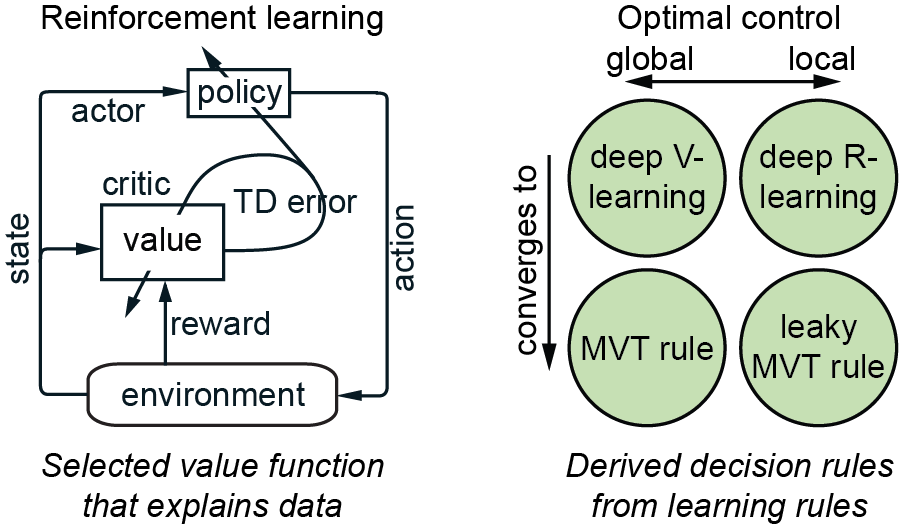 Reinforcement learning
policy
actor
critic
TD error
value
state
action
reward
environment
Selected value function
that explains data
Optimal control
global
local
deep V-
learning
deep R-
learning
converges to
MVT rule
leaky
MVT rule
Derived decision rules
from learning rules